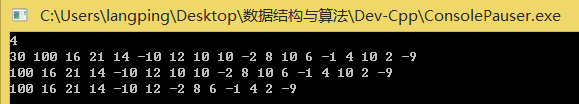 C:\Users\langping\Desktop\数据结构与算法\Dev-Cpp\ConsolePauser.exe
4
30 100 16 21 14 -10 12 10 10 -2 8 10 6 -1 4 10 2 -9
100 16 21 14 -10 12 10 10 -2 8 10 6 -1 4 10 2 -9
100 16 21 14 -10 12 -2 8 6 -1 4 2 -9